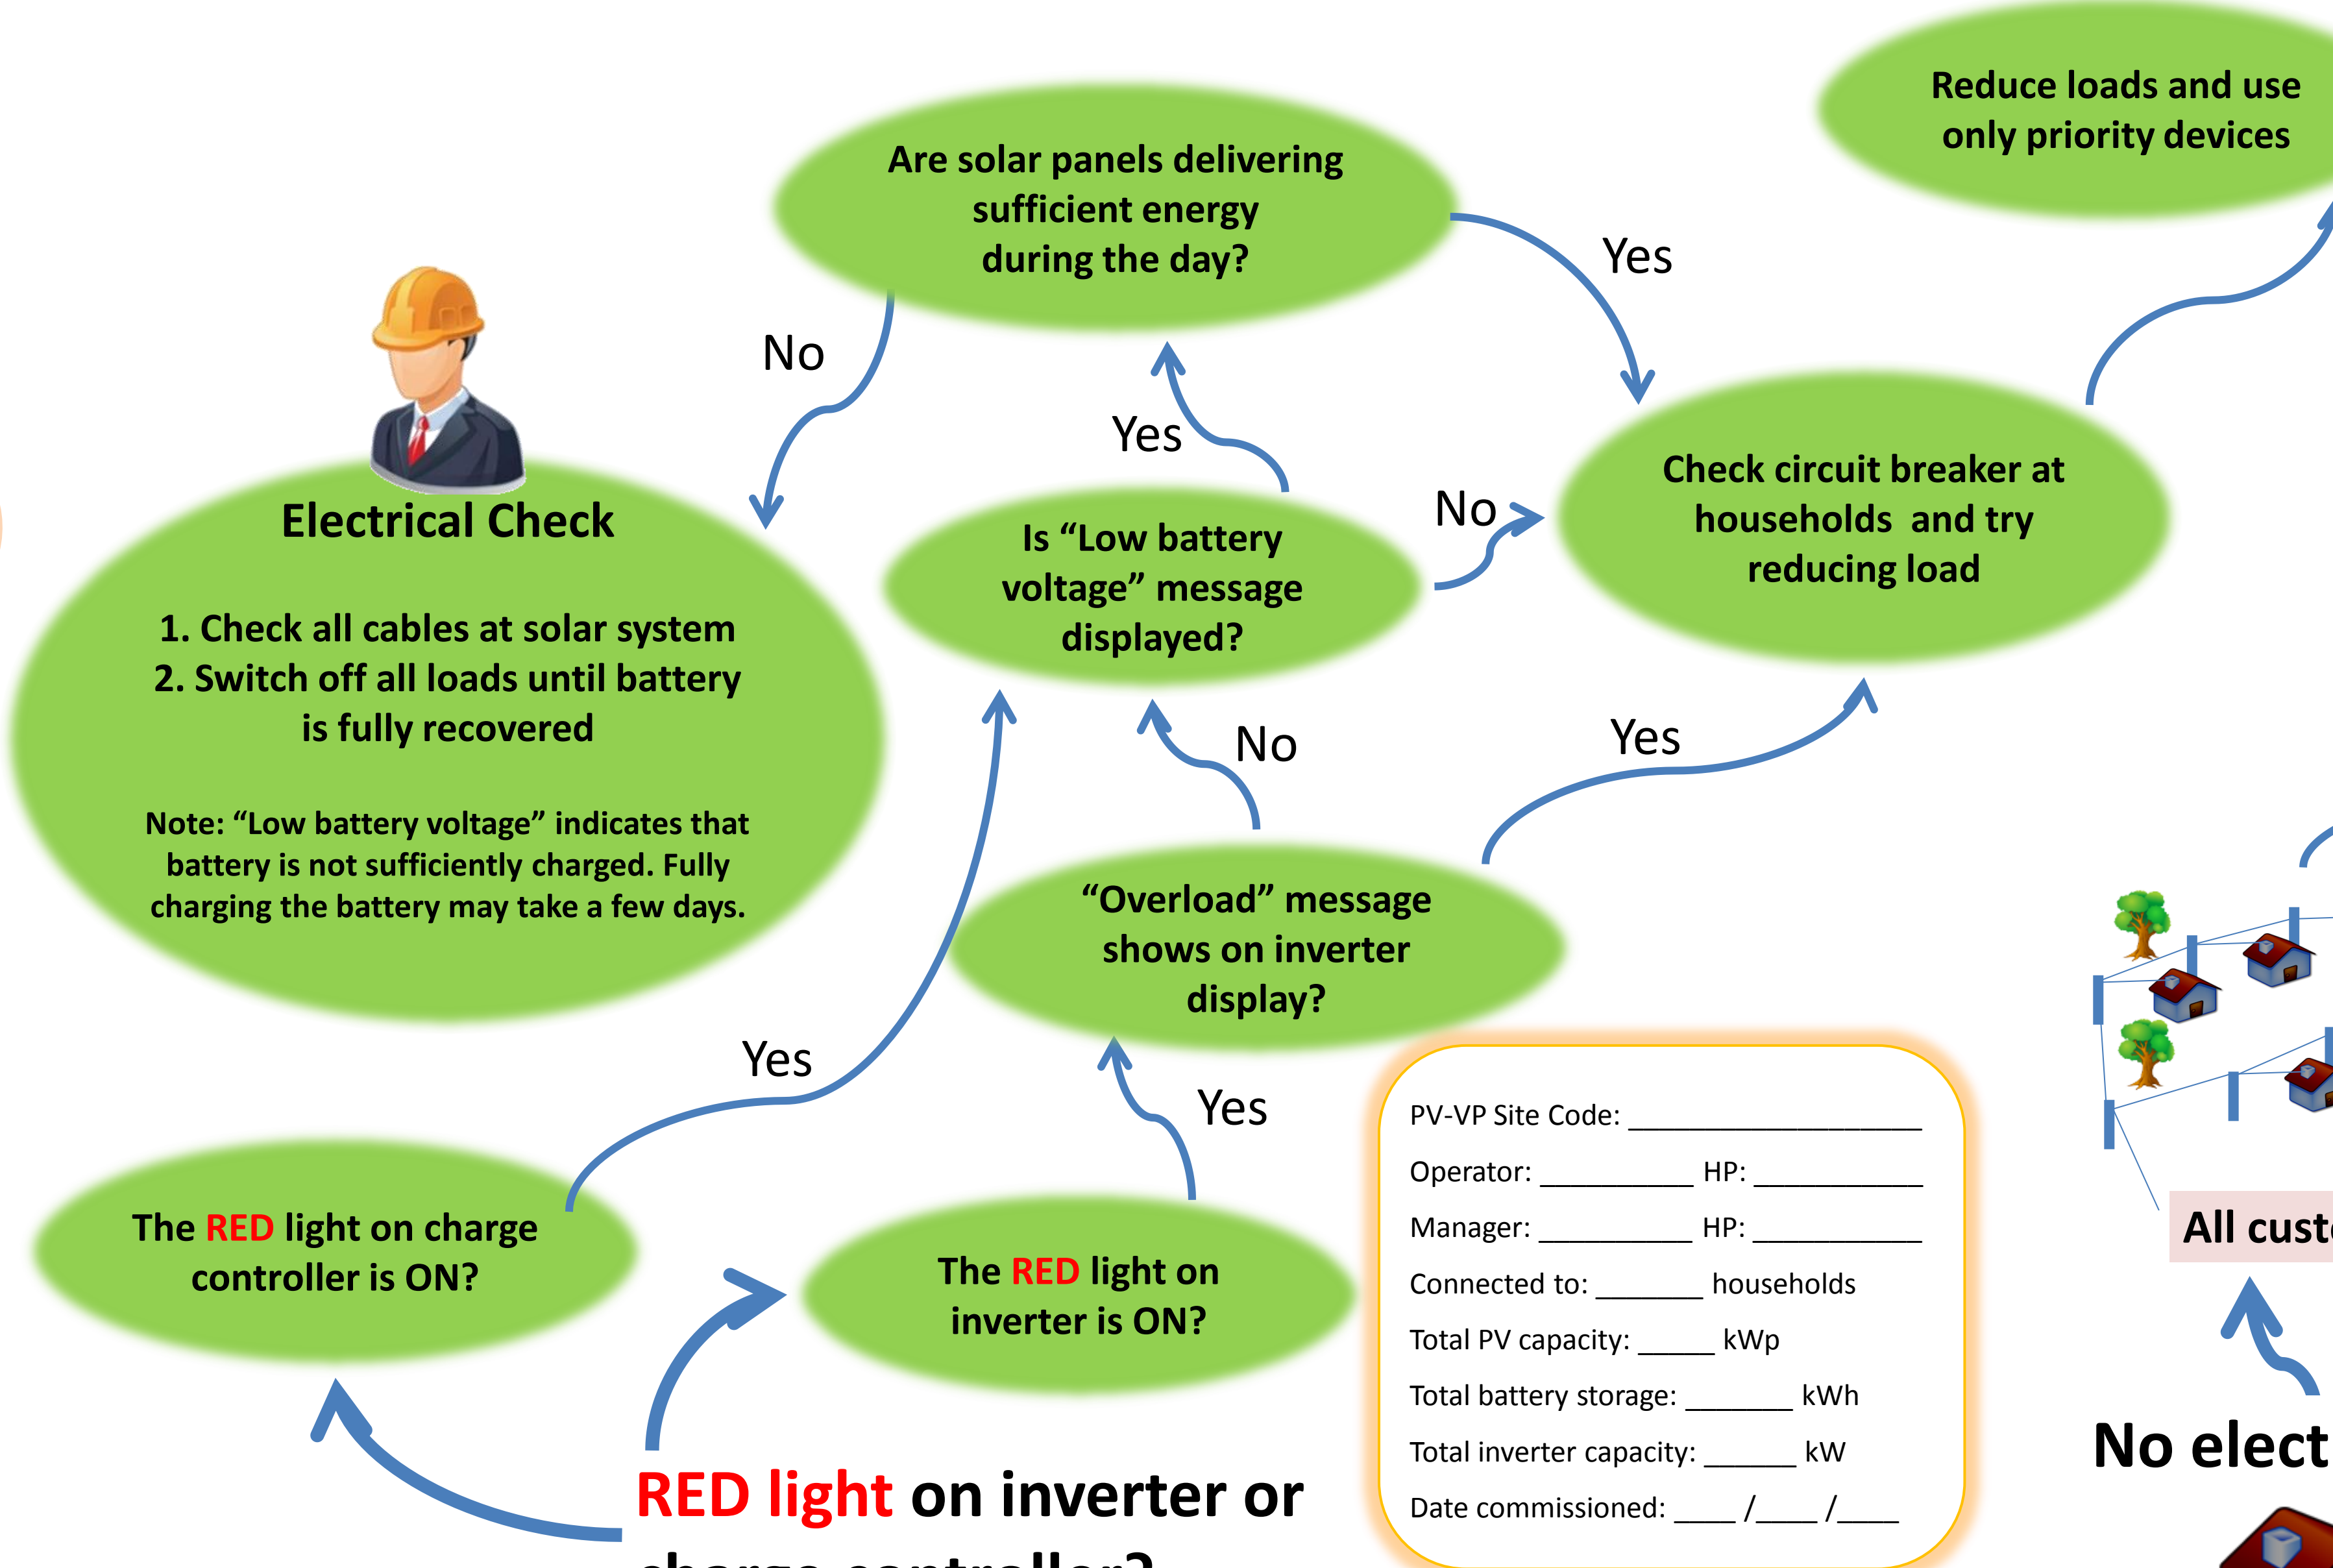 Reduce loads and use
only priority devices
Are solar panels delivering
sufficient energy
during the day?
Yes
No
Yes
Check circuit breaker at
households and try
reducing load
No
Is “Low battery
voltage” message
displayed?
Electrical Check
1. Check all cables at solar system
2. Switch off all loads until battery
is fully recovered
Note: “Low battery voltage” indicates that
battery is not sufficiently charged. Fully
charging the battery may take a few days.
No
Yes
“Overload” message
shows on inverter
display?
Yes
Yes
The RED light on charge
controller is ON?
The RED light on
inverter is ON?
PV-VP Site Code: ___________________
Operator: __________ HP: ___________
Manager: __________ HP: ___________
Connected to: _______ households
Total PV capacity: _____ kWp
Total battery storage: _______ kWh
Total inverter capacity: ______ kW
Date commissioned: ____ /____ /____
All
No
RED light on inverter or
charge controller?